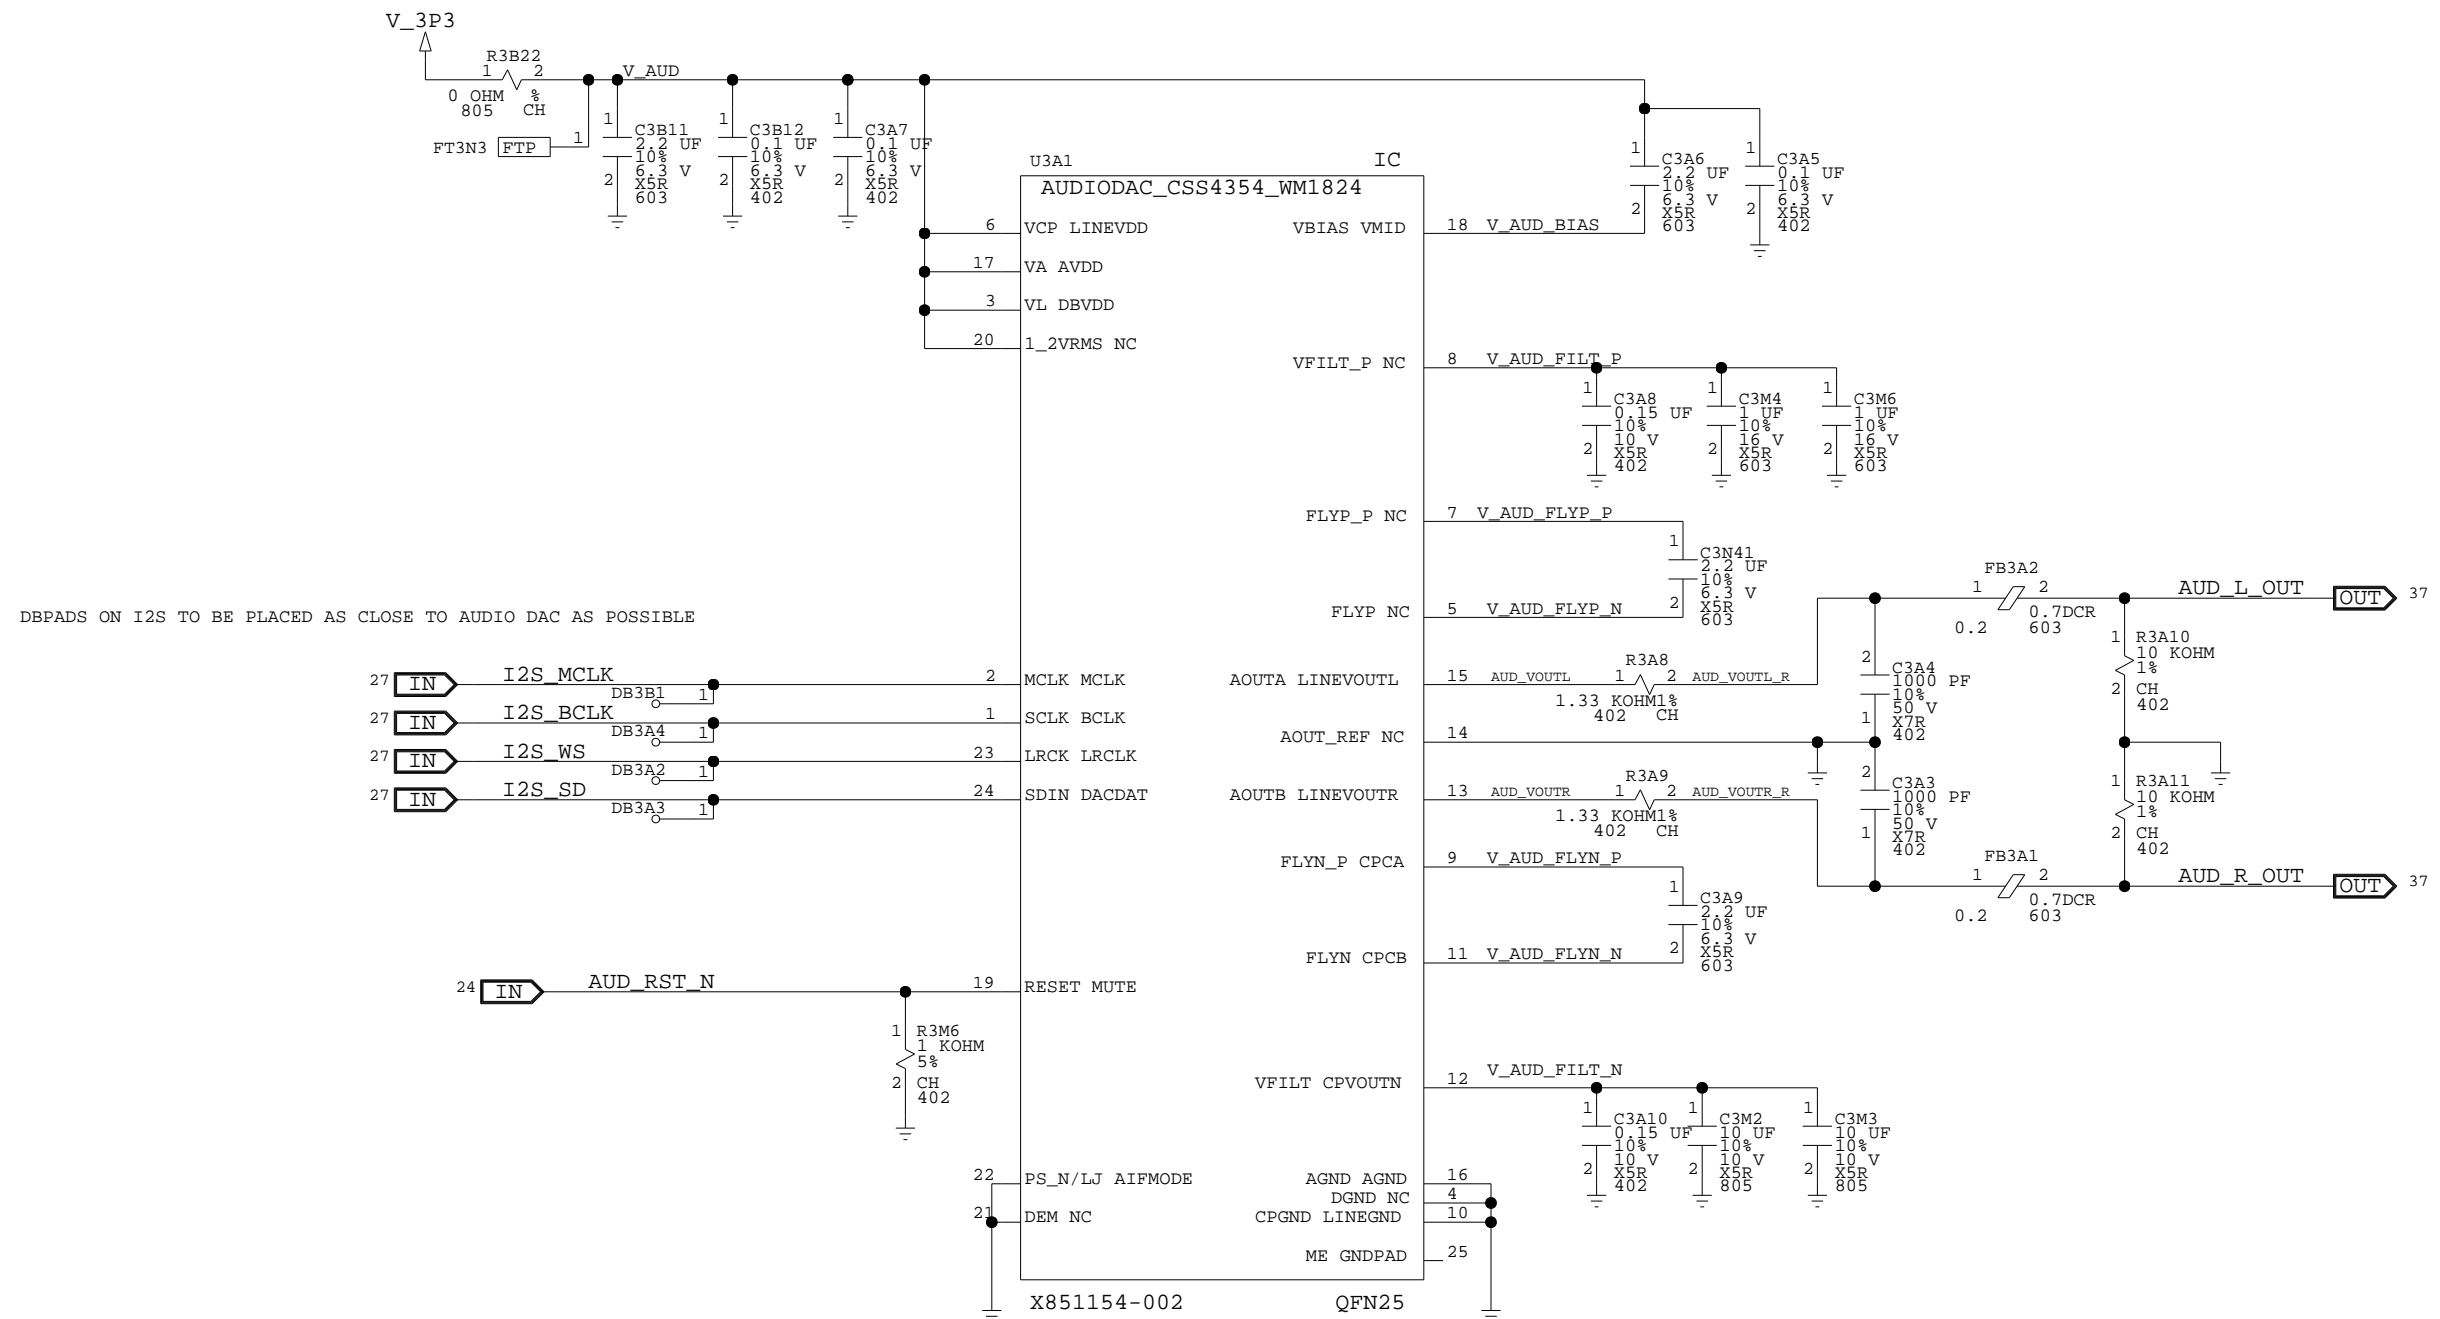 V_3P3
R3B22
1 2
0 OHM %
805 CH
V_AUD
FT3N3 FTP 1
1
C3B11
2.2 UF
10%
6.3 V
2
X5R
603
1
C3B12
0.1 UF
10%
6.3 V
2
X5R
402
1
C3A7
0.1 UF
10%
6.3 V
2
X5R
402
U3A1 IC
AUDIODAC_CSS4354_WM1824
6 VCP LINEVDD
17 VA AVDD
3 VL DBVDD
20 1_2VRMS NC
VBIAS VMID 18 V_AUD_BIAS
1
C3A6
2.2 UF
10%
6.3 V
2
X5R
603
1
C3A5
0.1 UF
10%
6.3 V
2
X5R
402
VFILT_P NC 8 V_AUD_FILT_P
1
C3A8
0.15 UF
10%
10 V
2
X5R
402
1
C3M4
1 UF
10%
16 V
2
X5R
603
1
C3M6
1 UF
10%
16 V
2
X5R
603
FLYP_P NC 7 V_AUD_FLYP_P
1
C3N41
2.2 UF
10%
6.3 V
2
X5R
603
FLYP NC 5 V_AUD_FLYP_N
DBPADS ON I2S TO BE PLACED AS CLOSE TO AUDIO DAC AS POSSIBLE
27 IN I2S_MCLK
DB3B1 1
2 MCLK MCLK
27 IN I2S_BCLK
DB3A4 1
1 SCLK BCLK
27 IN I2S_WS
DB3A2 1
23 LRCK LRCLK
27 IN I2S_SD
DB3A3 1
24 SDIN DACDAT
AOUTA LINEVOUTL 15 AUD_VOUTL
R3A8
1 2
1.33 KOHM1%
402 CH
AUD_VOUTL_R
AOUT_REF NC 14
AOUTB LINEVOUTR 13 AUD_VOUTR
R3A9
1 2
1.33 KOHM1%
402 CH
AUD_VOUTR_R
2
C3A4
1000 PF
10%
50 V
1
X7R
402
2
C3A3
1000 PF
10%
50 V
1
X7R
402
FB3A2
1 2
0.7DCR
0.2 603
AUD_L_OUT OUT 37
1
R3A10
10 KOHM
1%
2 CH
402
1
R3A11
10 KOHM
1%
2 CH
402
FB3A1
1 2
0.7DCR
0.2 603
AUD_R_OUT OUT 37
FLYN_P CPCA 9 V_AUD_FLYN_P
1
C3A9
2.2 UF
10%
6.3 V
2
X5R
603
FLYN CPCB 11 V_AUD_FLYN_N
24 IN AUD_RST_N 19 RESET MUTE
1 R3M6
1 KOHM
5%
2 CH
402
VFILT CPVOUTN 12 V_AUD_FILT_N
1
C3A10
0.15 UF
10%
10 V
2
X5R
402
1
C3M2
10 UF
10%
10 V
2
X5R
805
1
C3M3
10 UF
10%
10 V
2
X5R
805
22 PS_N/LJ AIFMODE
21 DEM NC
AGND AGND 16
DGND NC 4
CPGND LINEGND 10
ME GNDPAD 25
X851154-002 QFN25